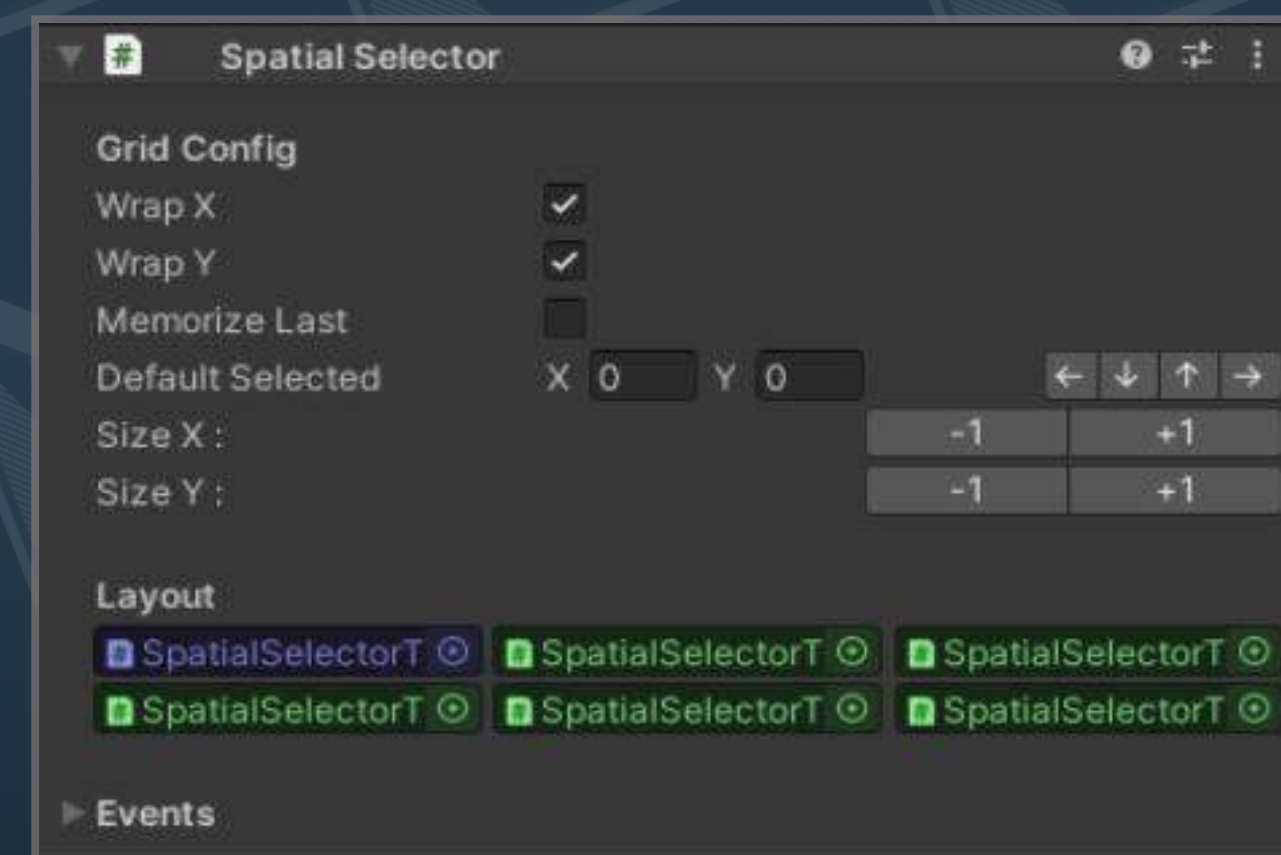 Spatial Selector
Grid Config
Wrap X
Wrap Y
Memorize Last
Default Selected X 0 Y 0
Size X : -1 +1
Size Y : -1 +1
Layout
SpatialSelectorT SpatialSelectorT SpatialSelectorT
SpatialSelectorT SpatialSelectorT SpatialSelectorT
Events